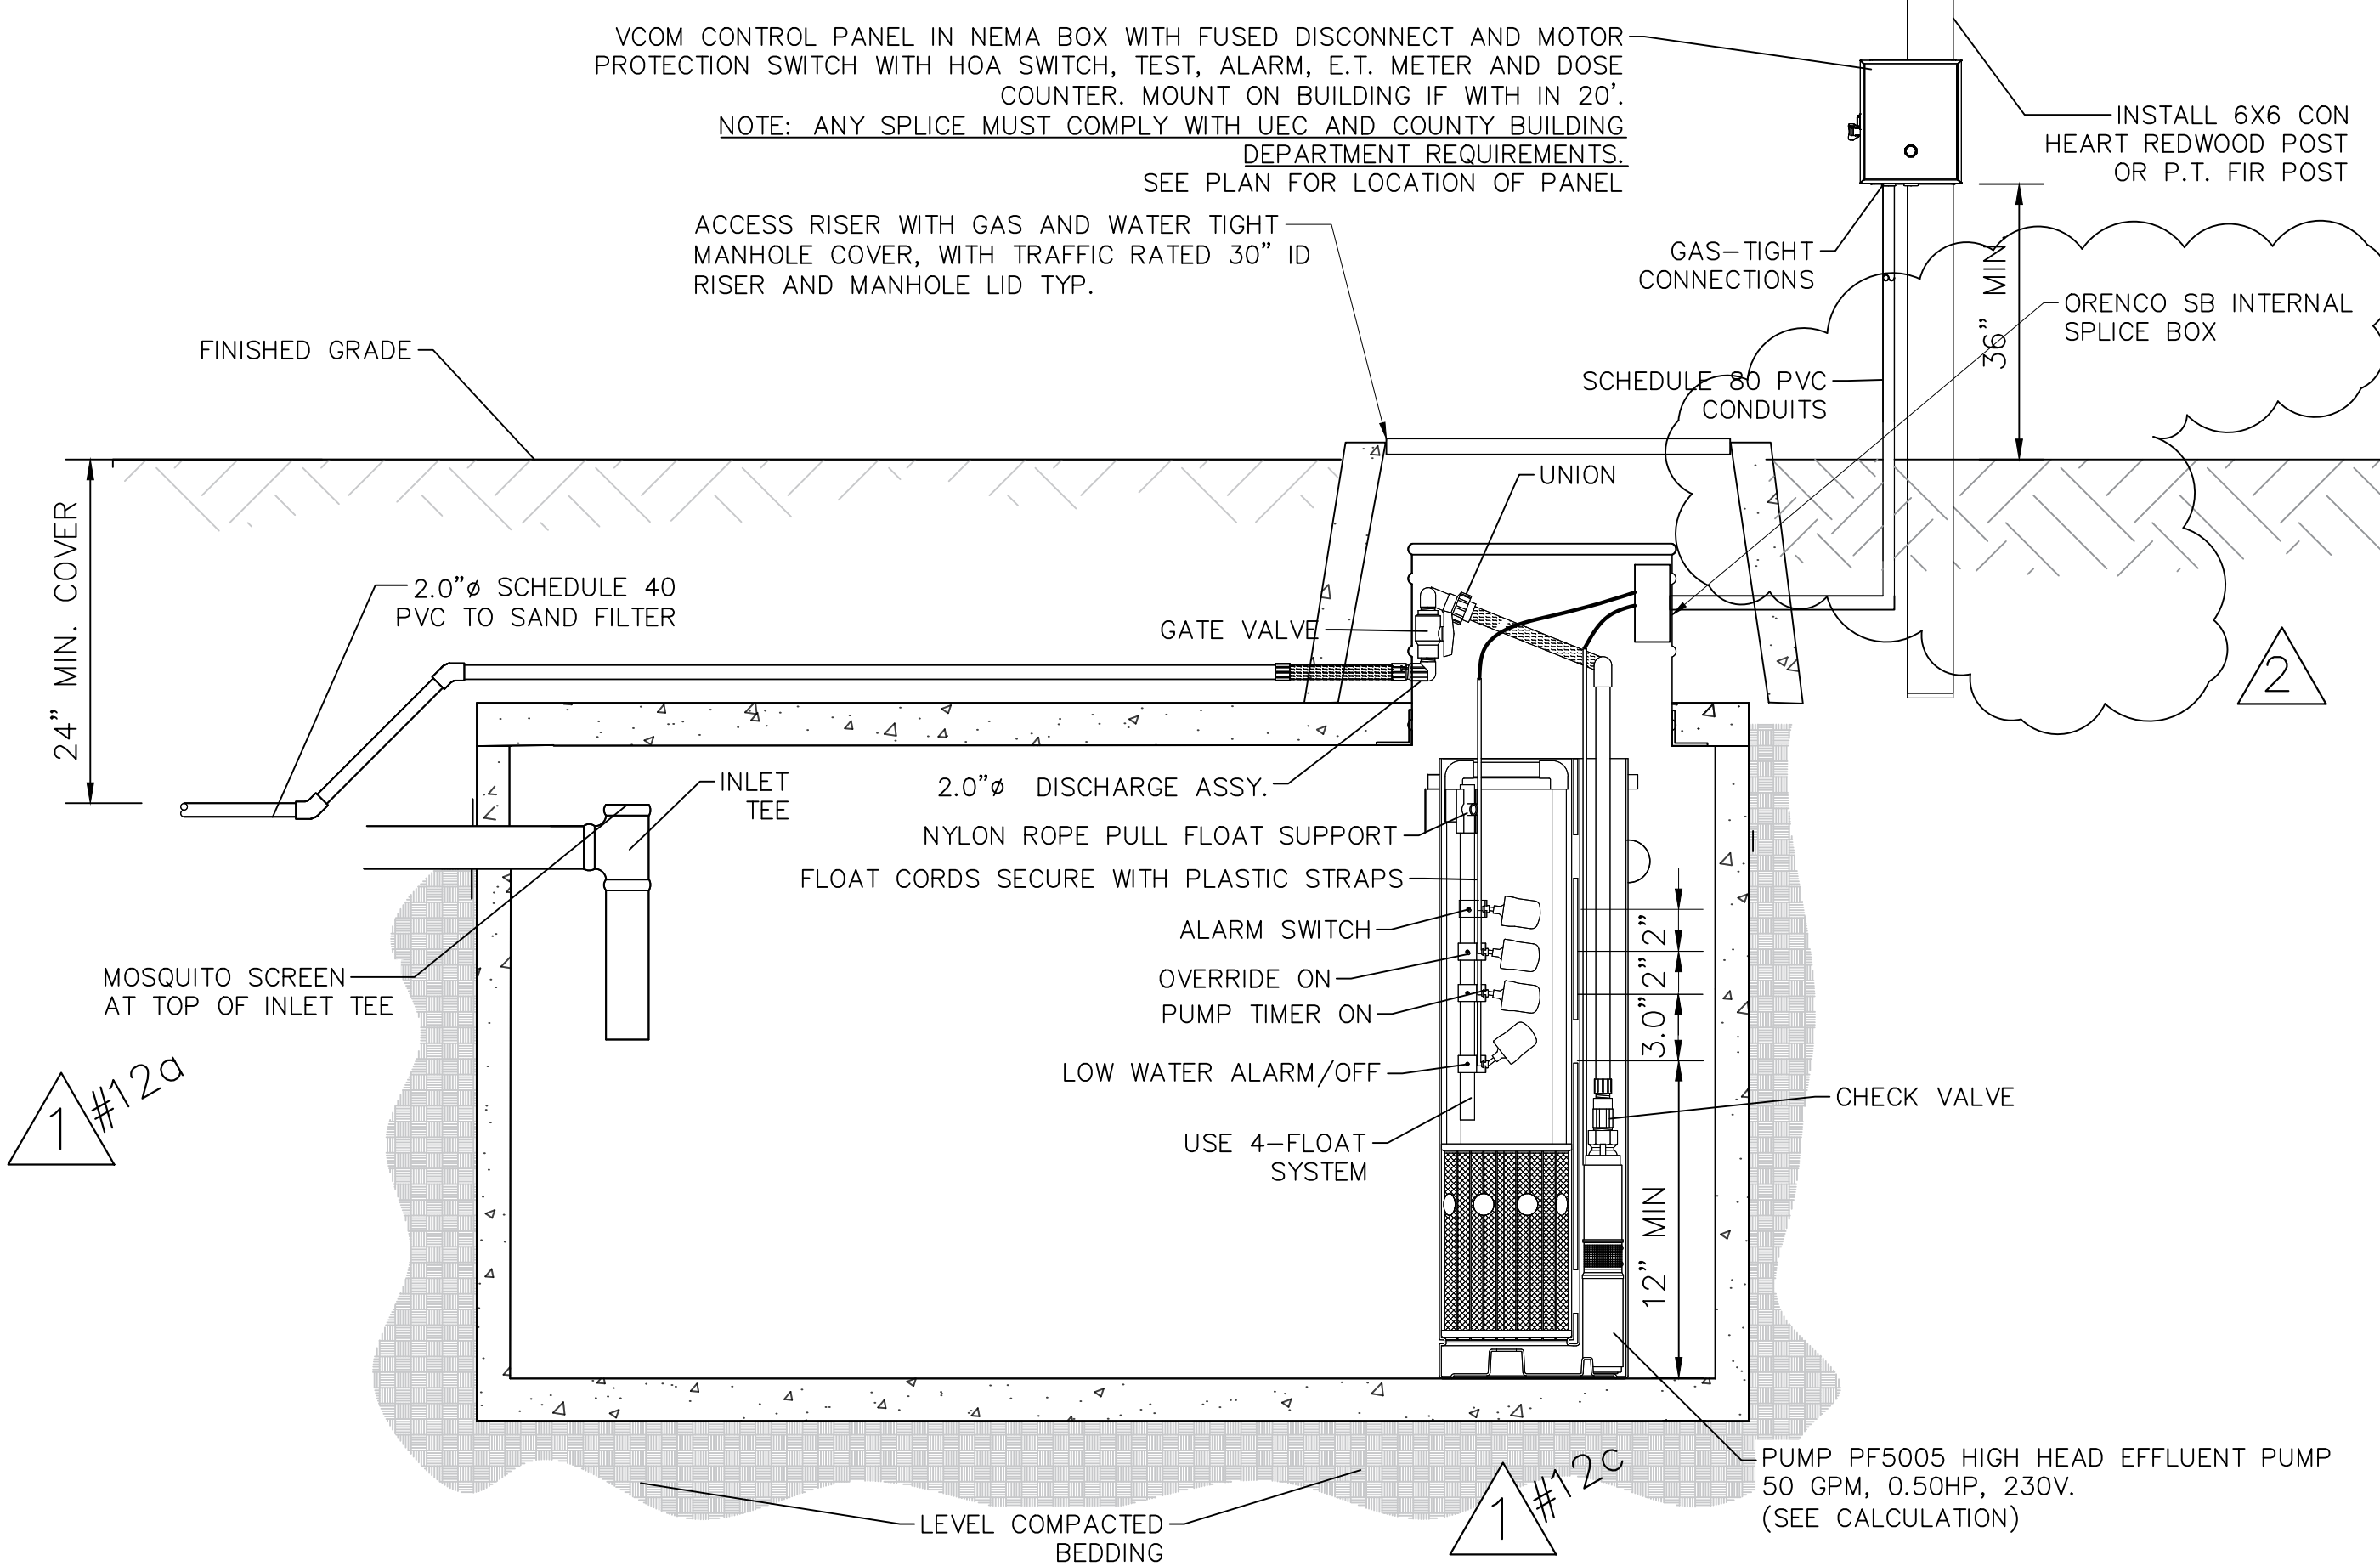 VCOM CONTROL PANEL IN NEMA BOX WITH FUSED DISCONNECT AND MOTOR
PROTECTION SWITCH WITH HOA SWITCH, TEST, ALARM, E.T. METER AND DOSE
COUNTER. MOUNT ON BUILDING IF WITH IN 20'.
NOTE: ANY SPLICE MUST COMPLY WITH UEC AND COUNTY BUILDING
DEPARTMENT REQUIREMENTS.
SEE PLAN FOR LOCATION OF PANEL
INSTALL 6X6 CON
HEART REDWOOD POST
OR P.T. FIR POST
ACCESS RISER WITH GAS AND WATER TIGHT
MANHOLE COVER, WITH TRAFFIC RATED 30" ID
RISER AND MANHOLE LID TYP.
GAS-TIGHT
CONNECTIONS
36" MIN.
ORENCO SB INTERNAL
SPLICE BOX
FINISHED GRADE
SCHEDULE 80 PVC
CONDUITS
UNION
24" MIN. COVER
2.0"ø SCHEDULE 40
PVC TO SAND FILTER
GATE VALVE
2
INLET
TEE
2.0"ø DISCHARGE ASSY.
NYLON ROPE PULL FLOAT SUPPORT
FLOAT CORDS SECURE WITH PLASTIC STRAPS
ALARM SWITCH
2"
OVERRIDE ON
2"
PUMP TIMER ON
3.0"
LOW WATER ALARM/OFF
MOSQUITO SCREEN
AT TOP OF INLET TEE
1 #12a
CHECK VALVE
USE 4-FLOAT
SYSTEM
12" MIN
PUMP PF5005 HIGH HEAD EFFLUENT PUMP
50 GPM, 0.50HP, 230V.
(SEE CALCULATION)
1 #12c
LEVEL COMPACTED
BEDDING